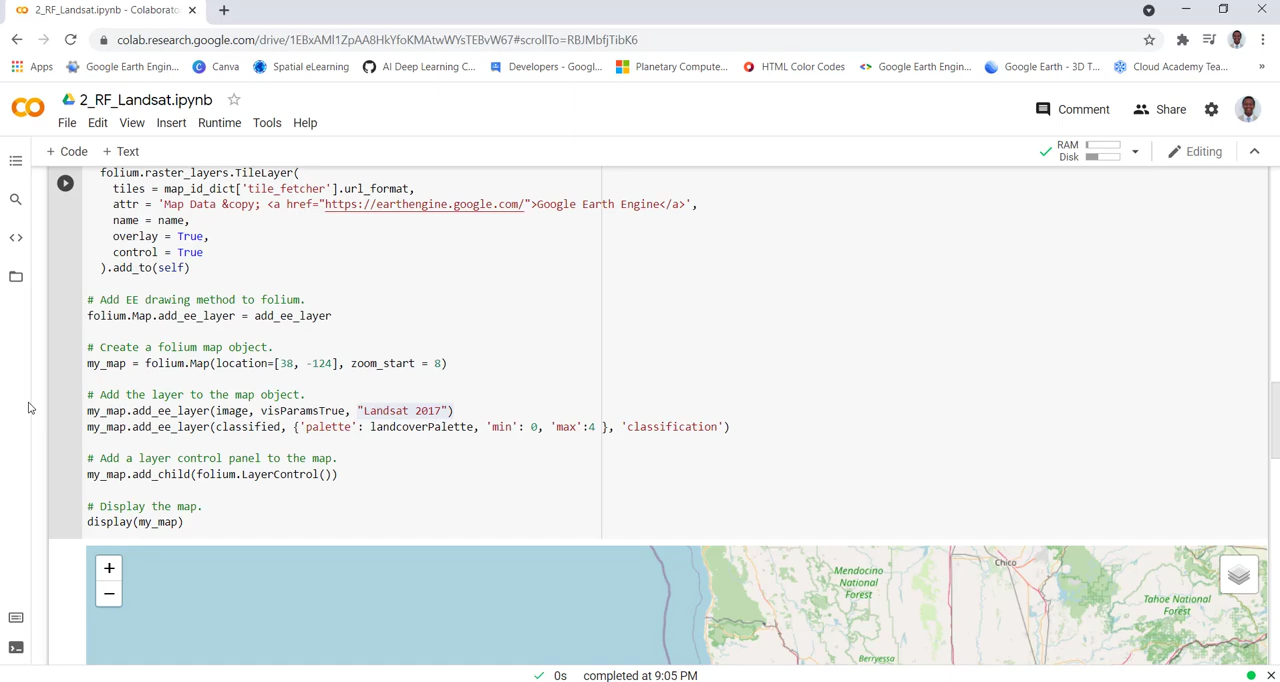 2_RF_Landsat.ipynb - Colaborato
colab.research.google.com/drive/1EBxAMl1ZpAA8HkYfoKMAtwWYsTEBvW67#scrollTo=RBJMbfjTibK6
Apps
Google Earth Engin...
Canva
Spatial eLearning
AI Deep Learning C...
Developers - Googl...
Planetary Compute...
HTML Color Codes
Google Earth Engin...
Google Earth - 3D T...
Cloud Academy Tea...
»
2_RF_Landsat.ipynb
Comment
Share
File Edit View Insert Runtime Tools Help
+ Code + Text
RAM
Disk
Editing
folium.raster_layers.TileLayer(
tiles = map_id_dict['tile_fetcher'].url_format,
attr = 'Map Data &copy; <a href="https://earthengine.google.com/">Google Earth Engine</a>',
name = name,
overlay = True,
control = True
).add_to(self)
# Add EE drawing method to folium.
folium.Map.add_ee_layer = add_ee_layer
# Create a folium map object.
my_map = folium.Map(location=[38, -124], zoom_start = 8)
# Add the layer to the map object.
my_map.add_ee_layer(image, visParamsTrue, "Landsat 2017")
my_map.add_ee_layer(classified, {'palette': landcoverPalette, 'min': 0, 'max':4 }, 'classification')
# Add a layer control panel to the map.
my_map.add_child(folium.LayerControl())
# Display the map.
display(my_map)
+
−
Mendocino
National
Forest
Chico
Tahoe National
Forest
Berryessa
0s completed at 9:05 PM